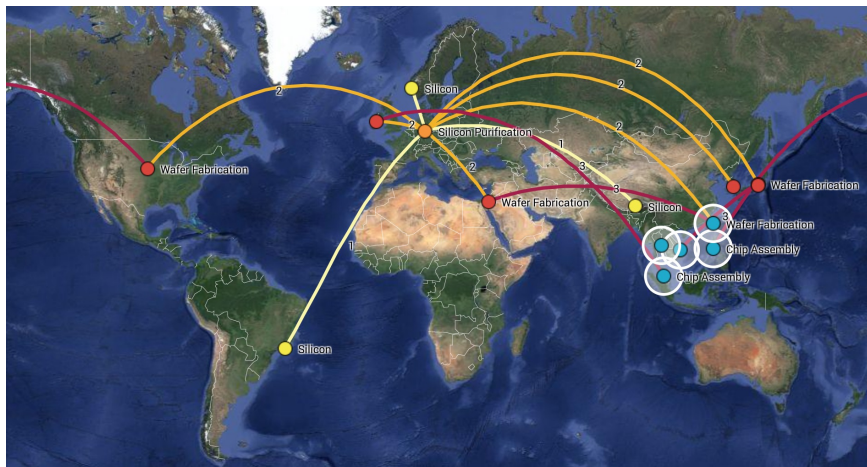 2
Silicon
2
2
2
2
Silicon Purification
1
2
3
Wafer Fabrication
3
Wafer Fabrication
Wafer Fabrication
Silicon
3
Wafer Fabrication
1
Chip Assembly
Chip Assembly
Silicon